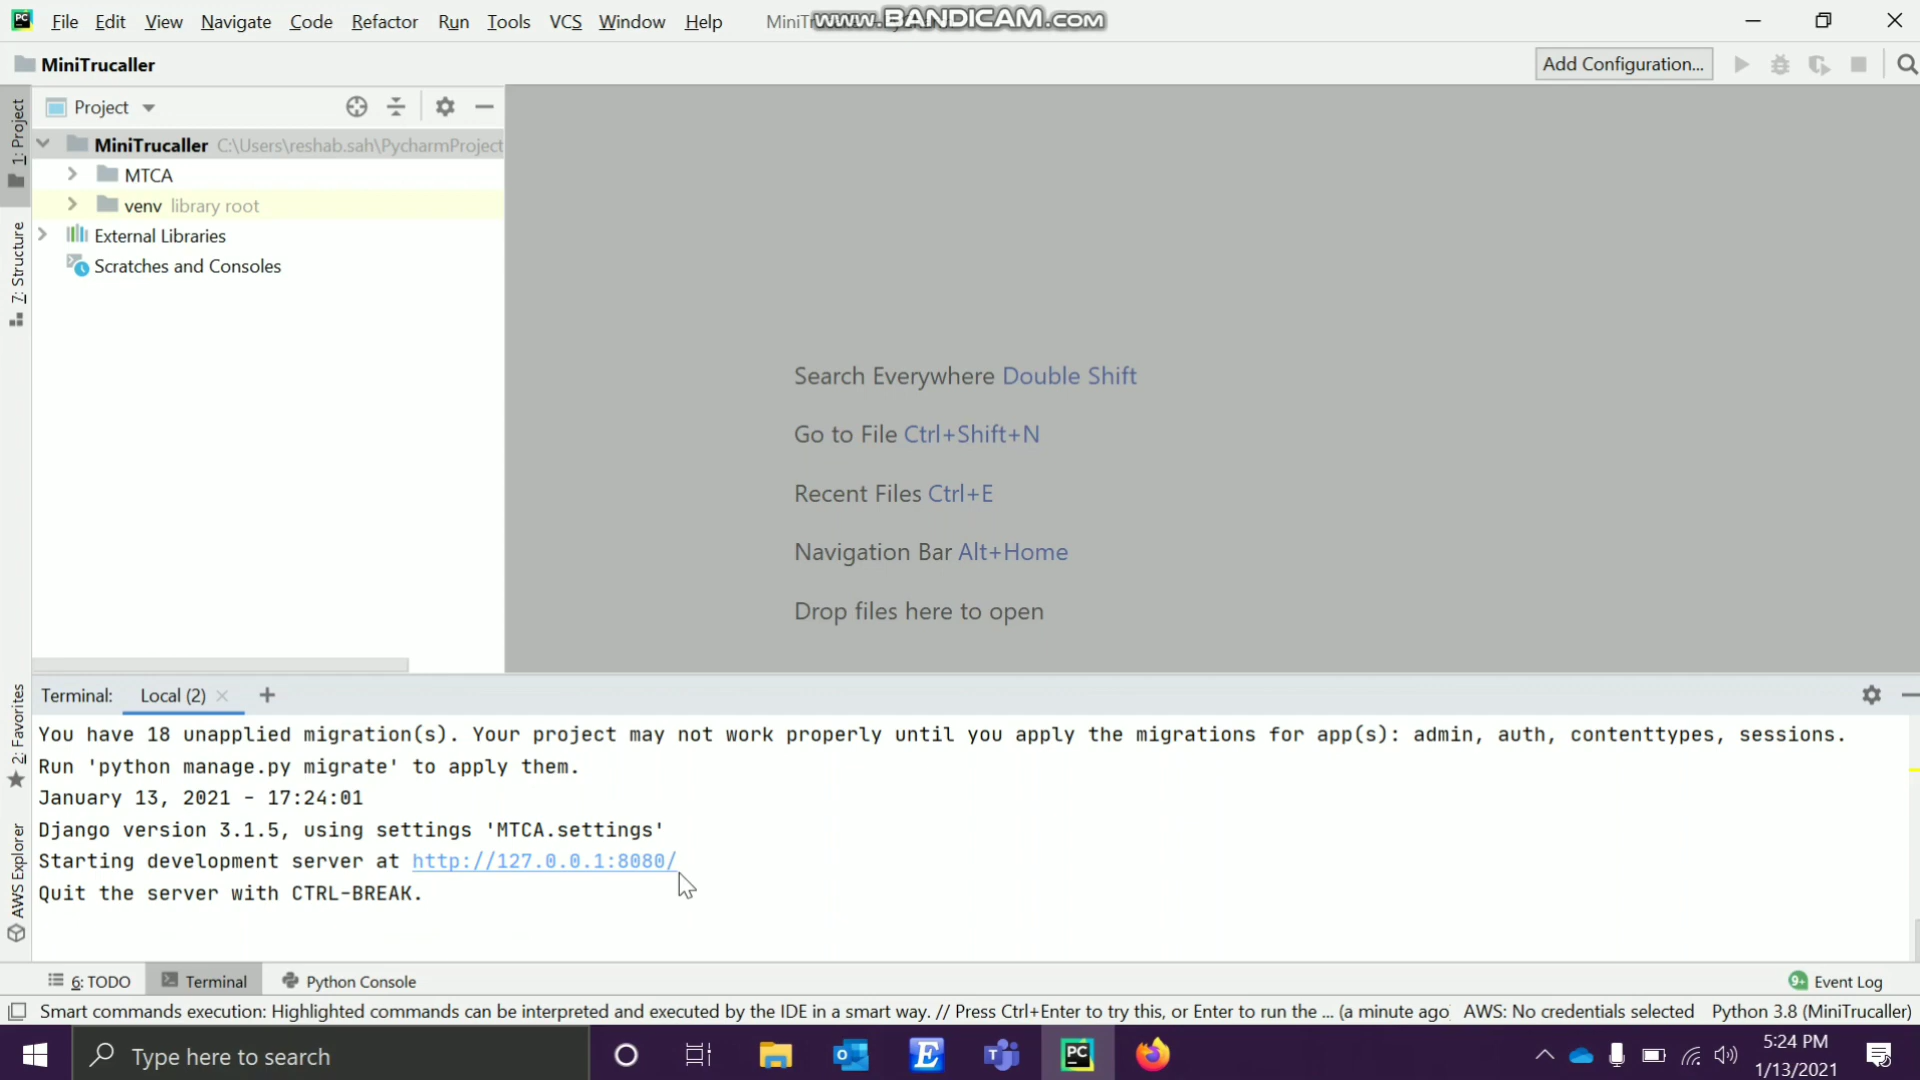 File Edit View Navigate Code Refactor Run Tools VCS Window Help MiniT
www.BANDICAM.com
MiniTrucaller
Add Configuration...
Project
MiniTrucaller C:\Users\reshab.sah\PycharmProject
MTCA
venv library root
External Libraries
Scratches and Consoles
1: Project
7: Structure
2: Favorites
AWS Explorer
Search Everywhere Double Shift
Go to File Ctrl+Shift+N
Recent Files Ctrl+E
Navigation Bar Alt+Home
Drop files here to open
Terminal: Local (2)
You have 18 unapplied migration(s). Your project may not work properly until you apply the migrations for app(s): admin, auth, contenttypes, sessions.
Run 'python manage.py migrate' to apply them.
January 13, 2021 - 17:24:01
Django version 3.1.5, using settings 'MTCA.settings'
Starting development server at http://127.0.0.1:8080/
Quit the server with CTRL-BREAK.
6: TODO Terminal Python Console
9+ Event Log
Smart commands execution: Highlighted commands can be interpreted and executed by the IDE in a smart way. // Press Ctrl+Enter to try this, or Enter to run the ... (a minute ago AWS: No credentials selected Python 3.8 (MiniTrucaller)
Type here to search
5:24 PM
1/13/2021